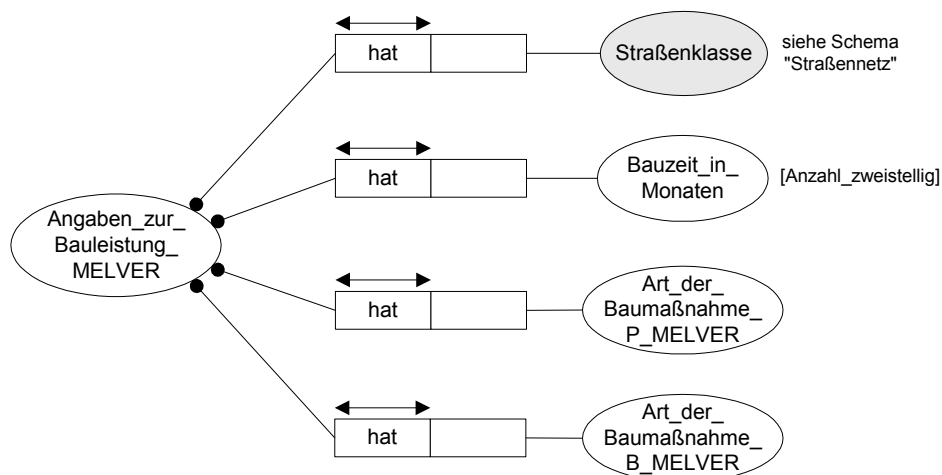 hat
Straßenklasse
siehe Schema
"Straßennetz"
hat
Bauzeit_in_
Monaten
[Anzahl_zweistellig]
Angaben_zur_
Bauleistung_
MELVER
hat
Art_der_
Baumaßnahme_
P_MELVER
hat
Art_der_
Baumaßnahme_
B_MELVER